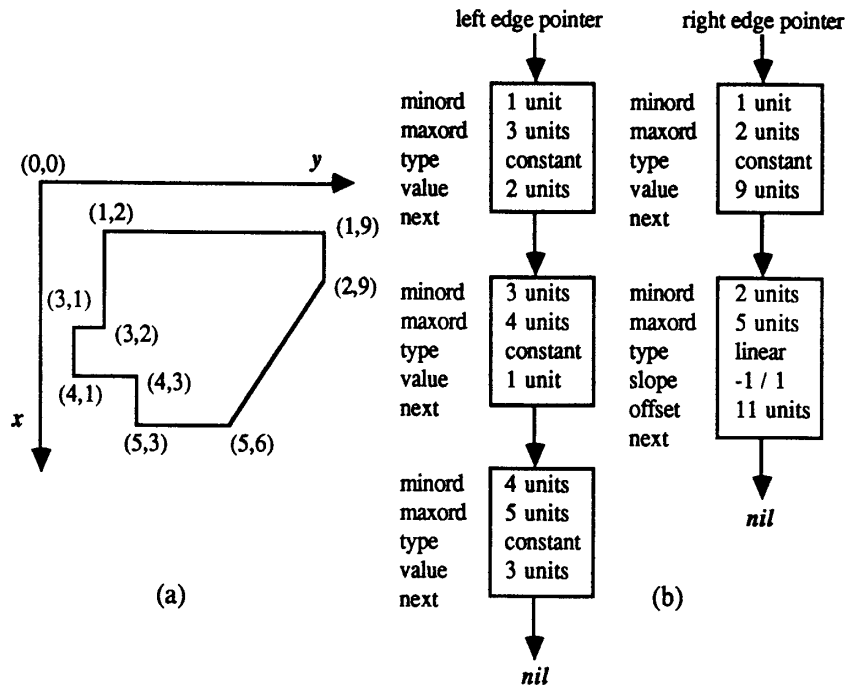 left edge pointer
right edge pointer
(0,0)
y
(1,2)
(1,9)
(2,9)
(3,1)
(3,2)
(4,1)
(4,3)
x
(5,3)
(5,6)
(a)
minord 1 unit
maxord 3 units
type constant
value 2 units
next
minord 3 units
maxord 4 units
type constant
value 1 unit
next
minord 4 units
maxord 5 units
type constant
value 3 units
next
nil
minord 1 unit
maxord 2 units
type constant
value 9 units
next
minord 2 units
maxord 5 units
type linear
slope -1 / 1
offset 11 units
next
nil
(b)